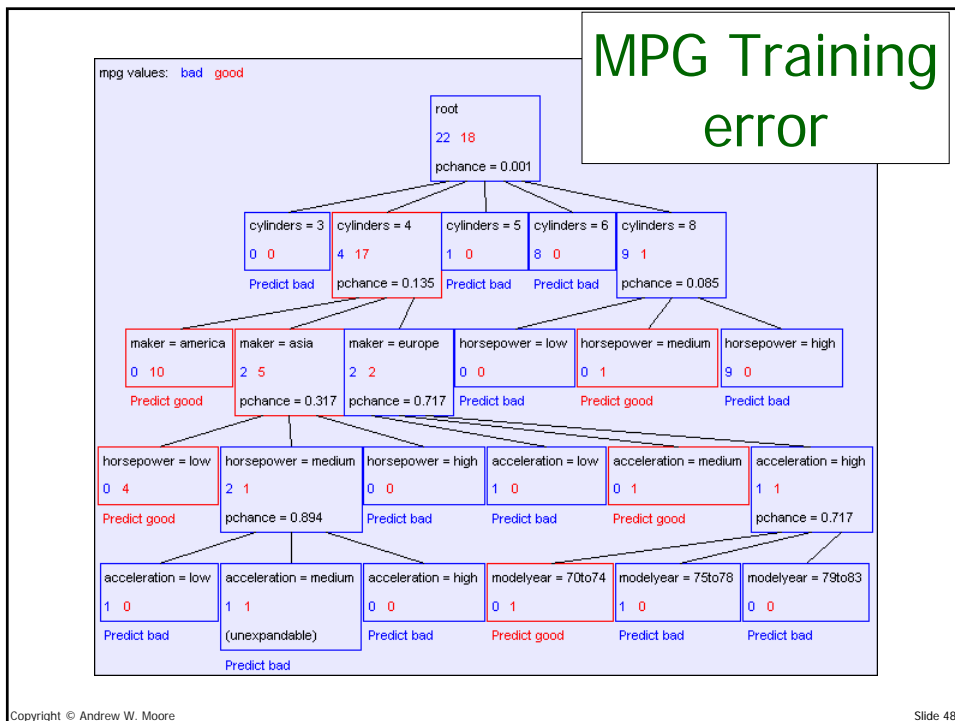 MPG Training
error
mpg values: bad good
root
22 18
pchance = 0.001
cylinders = 3
0 0
Predict bad
cylinders = 4
4 17
pchance = 0.135
cylinders = 5
1 0
Predict bad
cylinders = 6
8 0
Predict bad
cylinders = 8
9 1
pchance = 0.085
maker = america
0 10
Predict good
maker = asia
2 5
pchance = 0.317
maker = europe
2 2
pchance = 0.717
horsepower = low
0 0
Predict bad
horsepower = medium
0 1
Predict good
horsepower = high
9 0
Predict bad
horsepower = low
0 4
Predict good
horsepower = medium
2 1
pchance = 0.894
horsepower = high
0 0
Predict bad
acceleration = low
1 0
Predict bad
acceleration = medium
0 1
Predict good
acceleration = high
1 1
pchance = 0.717
acceleration = low
1 0
Predict bad
acceleration = medium
1 1
(unexpandable)
Predict bad
acceleration = high
0 0
Predict bad
modelyear = 70to74
0 1
Predict good
modelyear = 75to78
1 0
Predict bad
modelyear = 79to83
0 0
Predict bad
Copyright © Andrew W. Moore
Slide 48